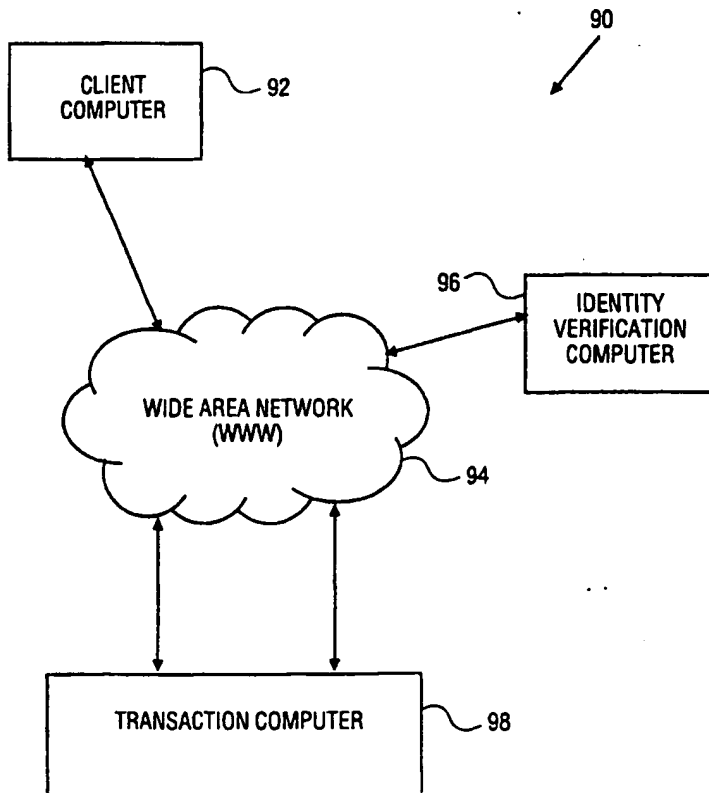 90
CLIENT
COMPUTER
92
96
IDENTITY
VERIFICATION
COMPUTER
WIDE AREA NETWORK
(WWW)
94
TRANSACTION COMPUTER
98